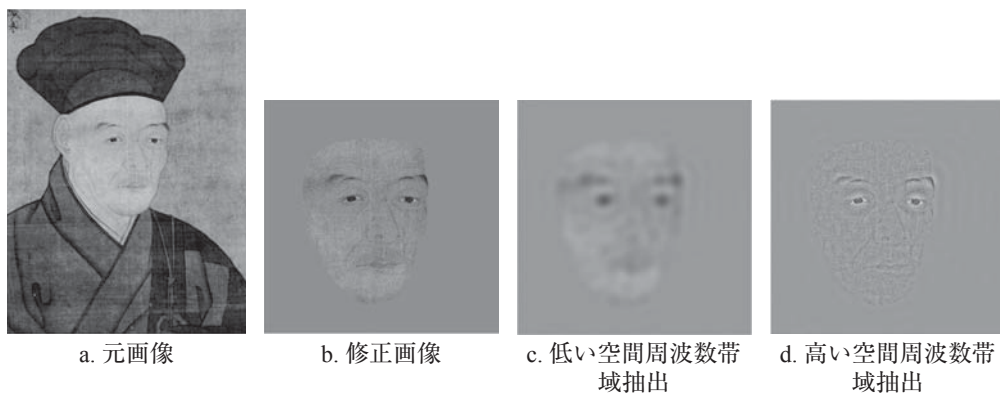 a. 元画像
b. 修正画像
c. 低い空間周波数帯
域抽出
d. 高い空間周波数帯
域抽出